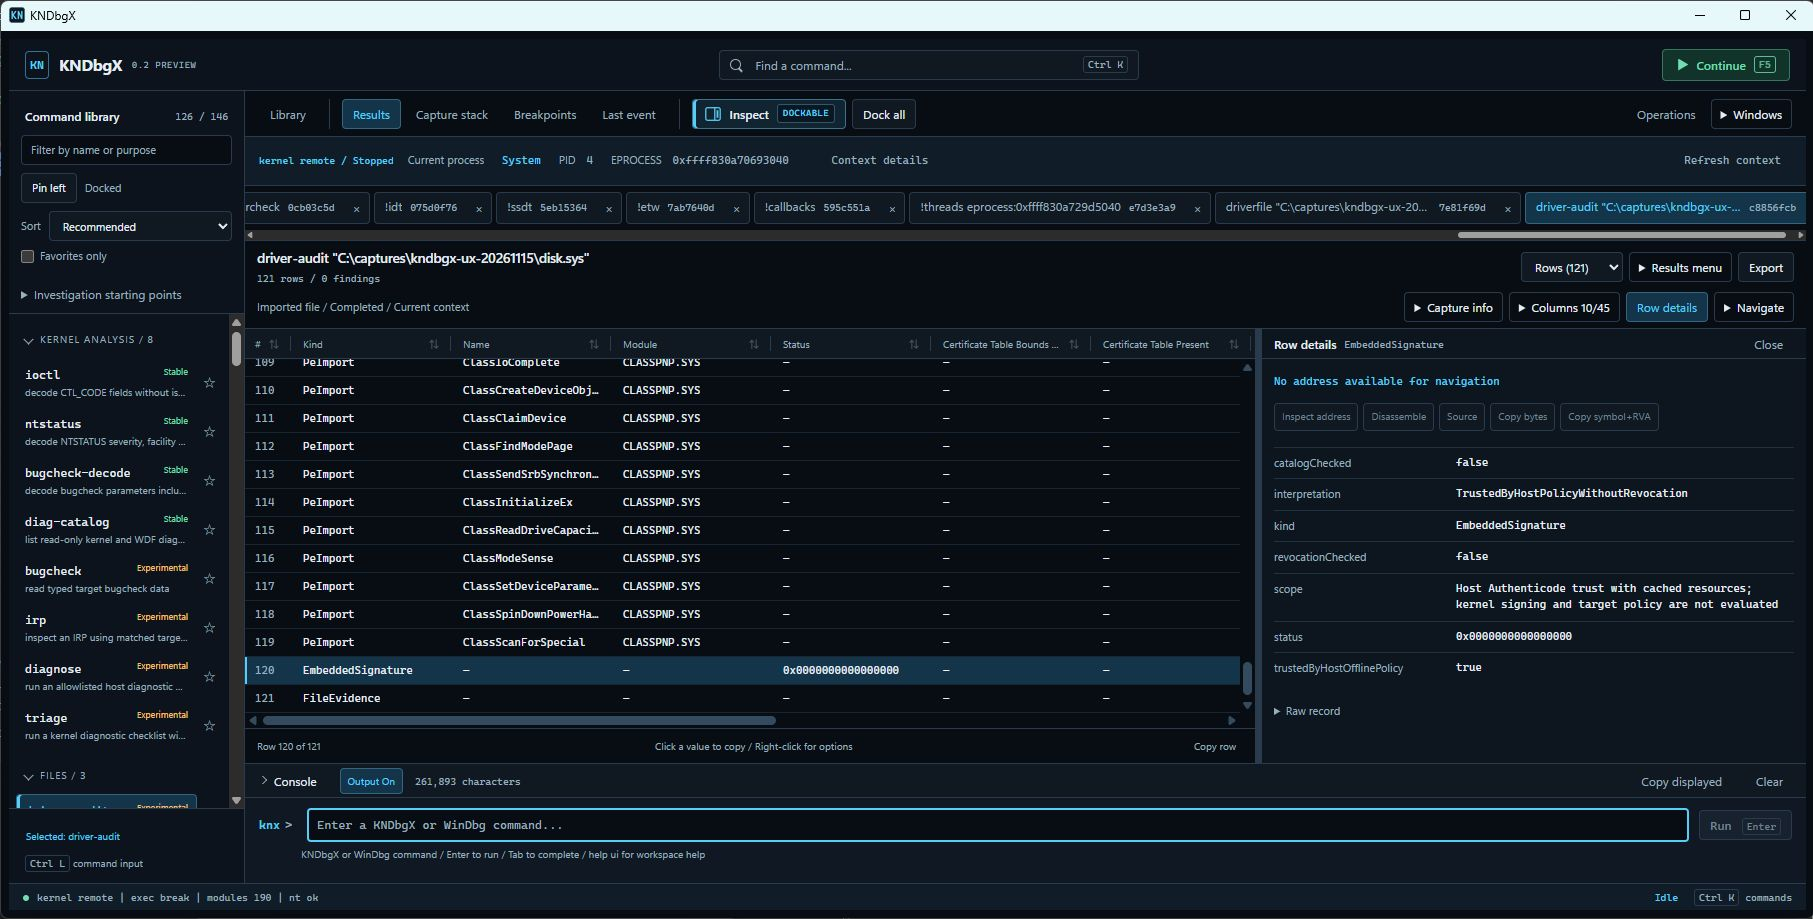 KN KNDbgX
KN KNDbgX 0.2 PREVIEW
Find a command... Ctrl K
Continue F5
Command library 126 / 146
Filter by name or purpose
Pin left Docked
Sort Recommended
Favorites only
Investigation starting points
KERNEL ANALYSIS / 8
ioctl Stable
decode CTL_CODE fields without is...
ntstatus Stable
decode NTSTATUS severity, facility ...
bugcheck-decode Stable
decode bugcheck parameters inclu...
diag-catalog Stable
list read-only kernel and WDF diag...
bugcheck Experimental
read typed target bugcheck data
irp Experimental
inspect an IRP using matched targe...
diagnose Experimental
run an allowlisted host diagnostic ...
triage Experimental
run a kernel diagnostic checklist wi...
FILES / 3
Selected: driver-audit
Ctrl L command input
Library Results Capture stack Breakpoints Last event Inspect DOCKABLE Dock all Operations Windows
kernel remote / Stopped Current process System PID 4 EPROCESS 0xffff830a70693040 Context details Refresh context
rcheck 0cb03c5d × !idt 075d0f76 × !ssdt 5eb15364 × !etw 7ab7640d × !callbacks 595c551a × !threads eprocess:0xffff830a729d5040 e7d3e3a9 × driverfile "C:\captures\kndbgx-ux-20... 7e81f69d × driver-audit "C:\captures\kndbgx-ux-... c8856fcb
driver-audit "C:\captures\kndbgx-ux-20261115\disk.sys"
121 rows / 0 findings
Rows (121) Results menu Export
Imported file / Completed / Current context
Capture info Columns 10/45 Row details Navigate
# Kind Name Module Status Certificate Table Bounds ... Certificate Table Present
109 PeImport ClassIoComplete CLASSPNP.SYS — — —
110 PeImport ClassCreateDeviceObj... CLASSPNP.SYS — — —
111 PeImport ClassClaimDevice CLASSPNP.SYS — — —
112 PeImport ClassFindModePage CLASSPNP.SYS — — —
113 PeImport ClassSendSrbSynchron... CLASSPNP.SYS — — —
114 PeImport ClassInitializeEx CLASSPNP.SYS — — —
115 PeImport ClassReadDriveCapaci... CLASSPNP.SYS — — —
116 PeImport ClassModeSense CLASSPNP.SYS — — —
117 PeImport ClassSetDeviceParame... CLASSPNP.SYS — — —
118 PeImport ClassSpinDownPowerHa... CLASSPNP.SYS — — —
119 PeImport ClassScanForSpecial CLASSPNP.SYS — — —
120 EmbeddedSignature — — 0x0000000000000000 — —
121 FileEvidence — — — — —
Row 120 of 121 Click a value to copy / Right-click for options Copy row
Row details EmbeddedSignature Close
No address available for navigation
Inspect address Disassemble Source Copy bytes Copy symbol+RVA
catalogChecked false
interpretation TrustedByHostPolicyWithoutRevocation
kind EmbeddedSignature
revocationChecked false
scope Host Authenticode trust with cached resources;
kernel signing and target policy are not evaluated
status 0x0000000000000000
trustedByHostOfflinePolicy true
Raw record
Console Output On 261,893 characters Copy displayed Clear
knx > Enter a KNDbgX or WinDbg command... Run Enter
KNDbgX or WinDbg command / Enter to run / Tab to complete / help ui for workspace help
kernel remote | exec break | modules 190 | nt ok Idle Ctrl K commands